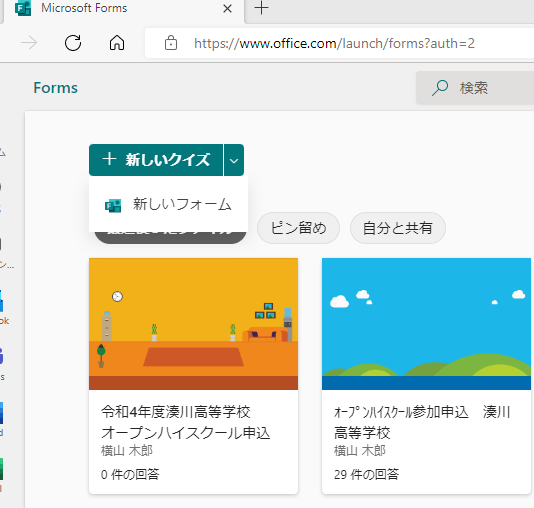 Microsoft Forms
https://www.office.com/launch/forms?auth=2
Forms
検索
新しいクイズ
新しいフォーム
ピン留め
自分と共有
令和4年度湊川高等学校
オープンハイスクール申込
横山 木郎
0 件の回答
ｵｰﾌﾟﾝﾊｲｽｸｰﾙ参加申込　湊川
高等学校
横山 木郎
29 件の回答